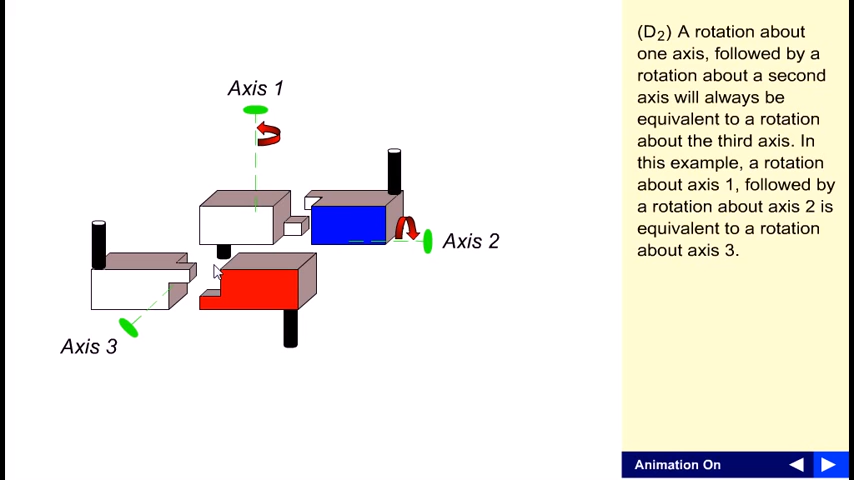 (D2) A rotation about
one axis, followed by a
rotation about a second
axis will always be
equivalent to a rotation
about the third axis. In
this example, a rotation
about axis 1, followed by
a rotation about axis 2 is
equivalent to a rotation
about axis 3.
Axis 1
Axis 2
Axis 3
Animation On